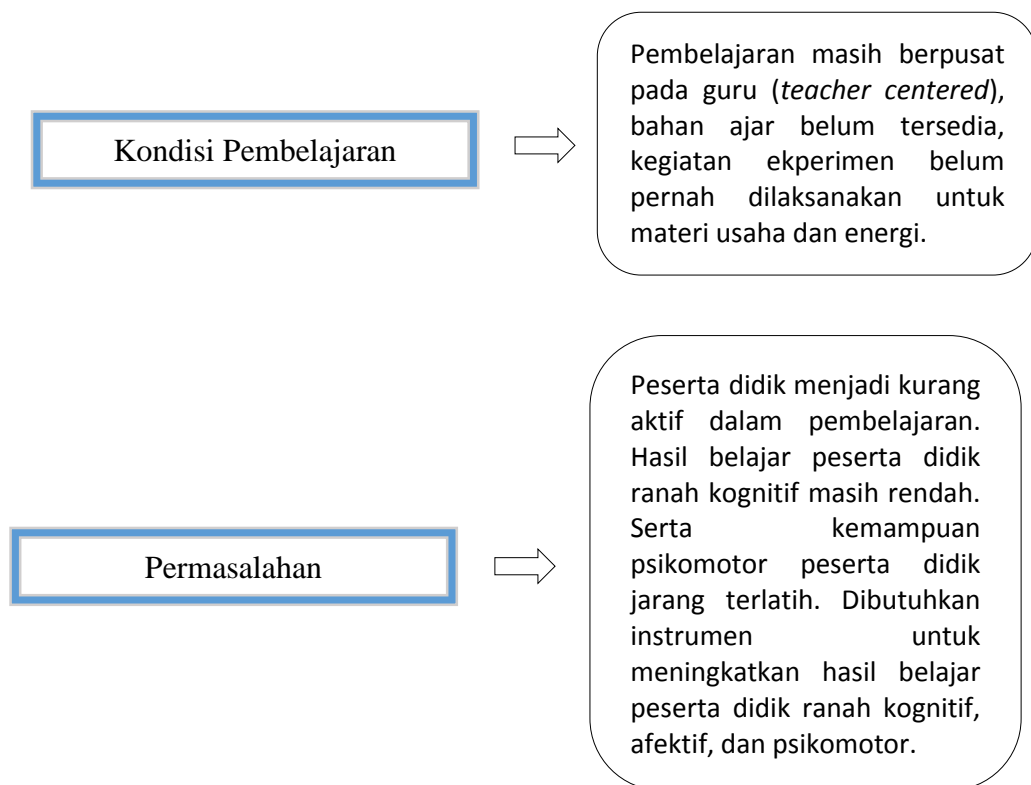 Kondisi Pembelajaran
Pembelajaran masih berpusat
pada guru (teacher centered),
bahan ajar belum tersedia,
kegiatan ekperimen belum
pernah dilaksanakan untuk
materi usaha dan energi.
Permasalahan
Peserta didik menjadi kurang
aktif dalam pembelajaran.
Hasil belajar peserta didik
ranah kognitif masih rendah.
Serta kemampuan
psikomotor peserta didik
jarang terlatih. Dibutuhkan
instrumen untuk
meningkatkan hasil belajar
peserta didik ranah kognitif,
afektif, dan psikomotor.